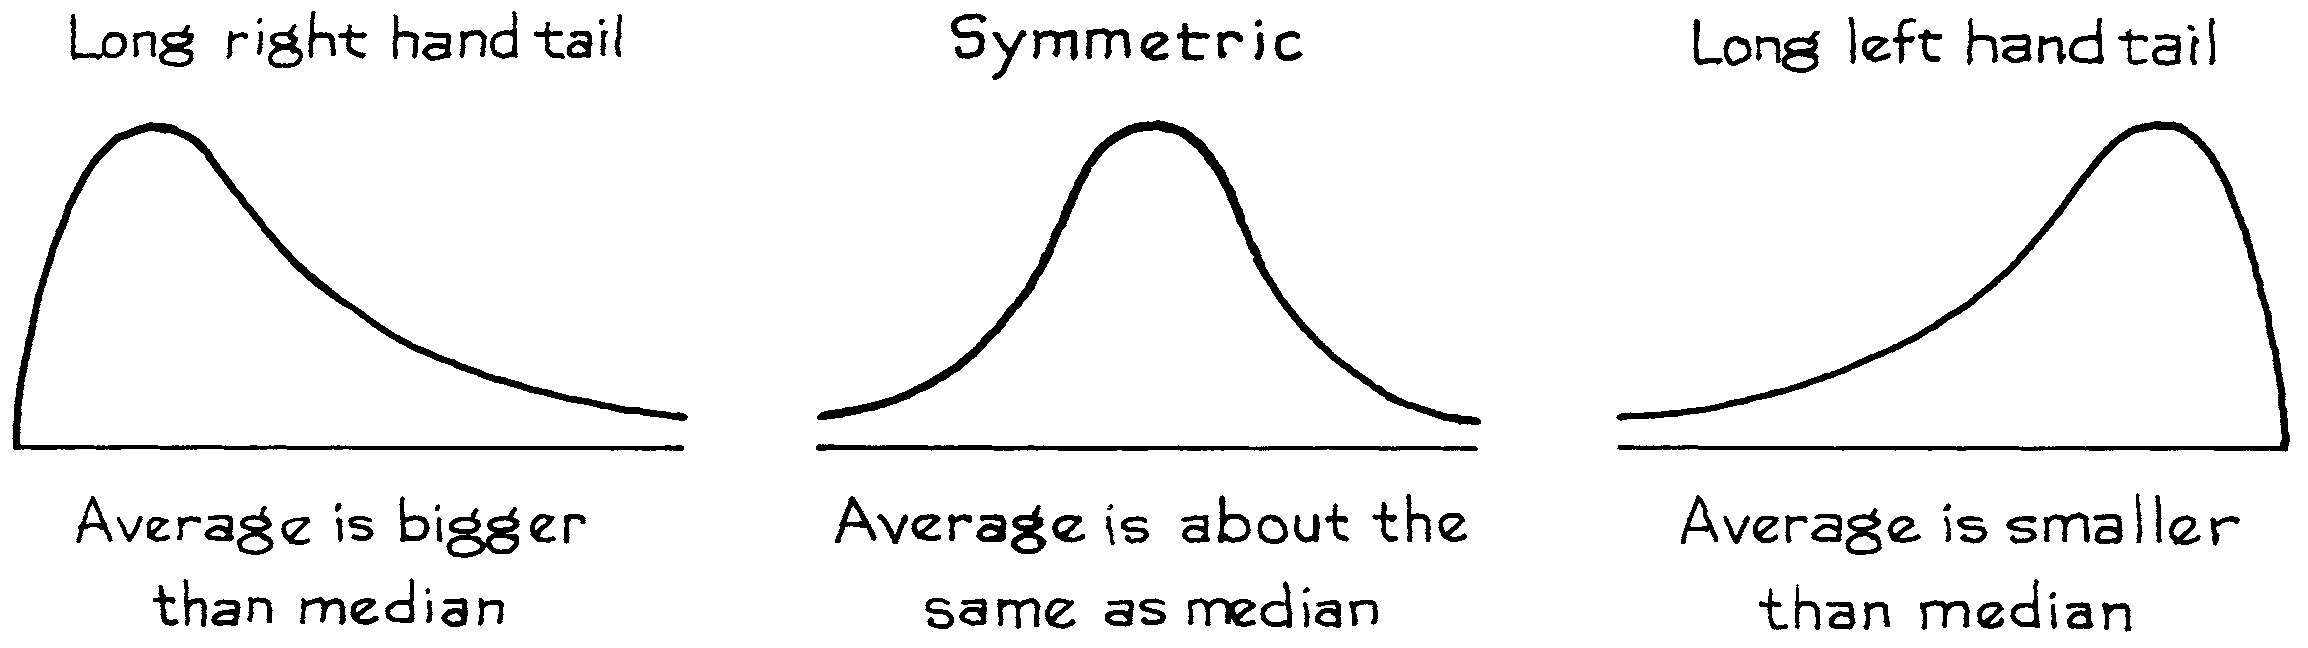 Long right hand tail
Symmetric
Long left hand tail
Average is bigger
than median
Average is about the
same as median
Average is smaller
than median